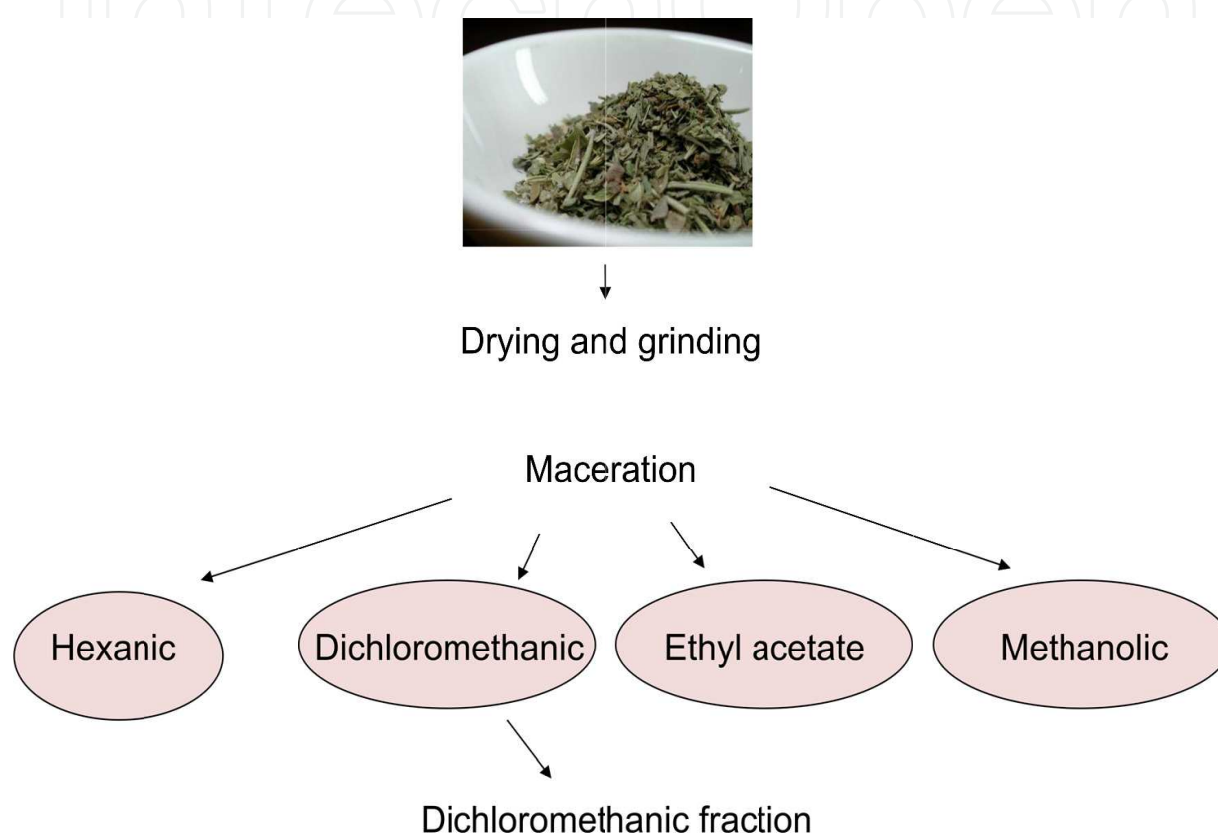 Drying and grinding
Maceration
Hexanic
Dichloromethanic
Ethyl acetate
Methanolic
Dichloromethanic fraction